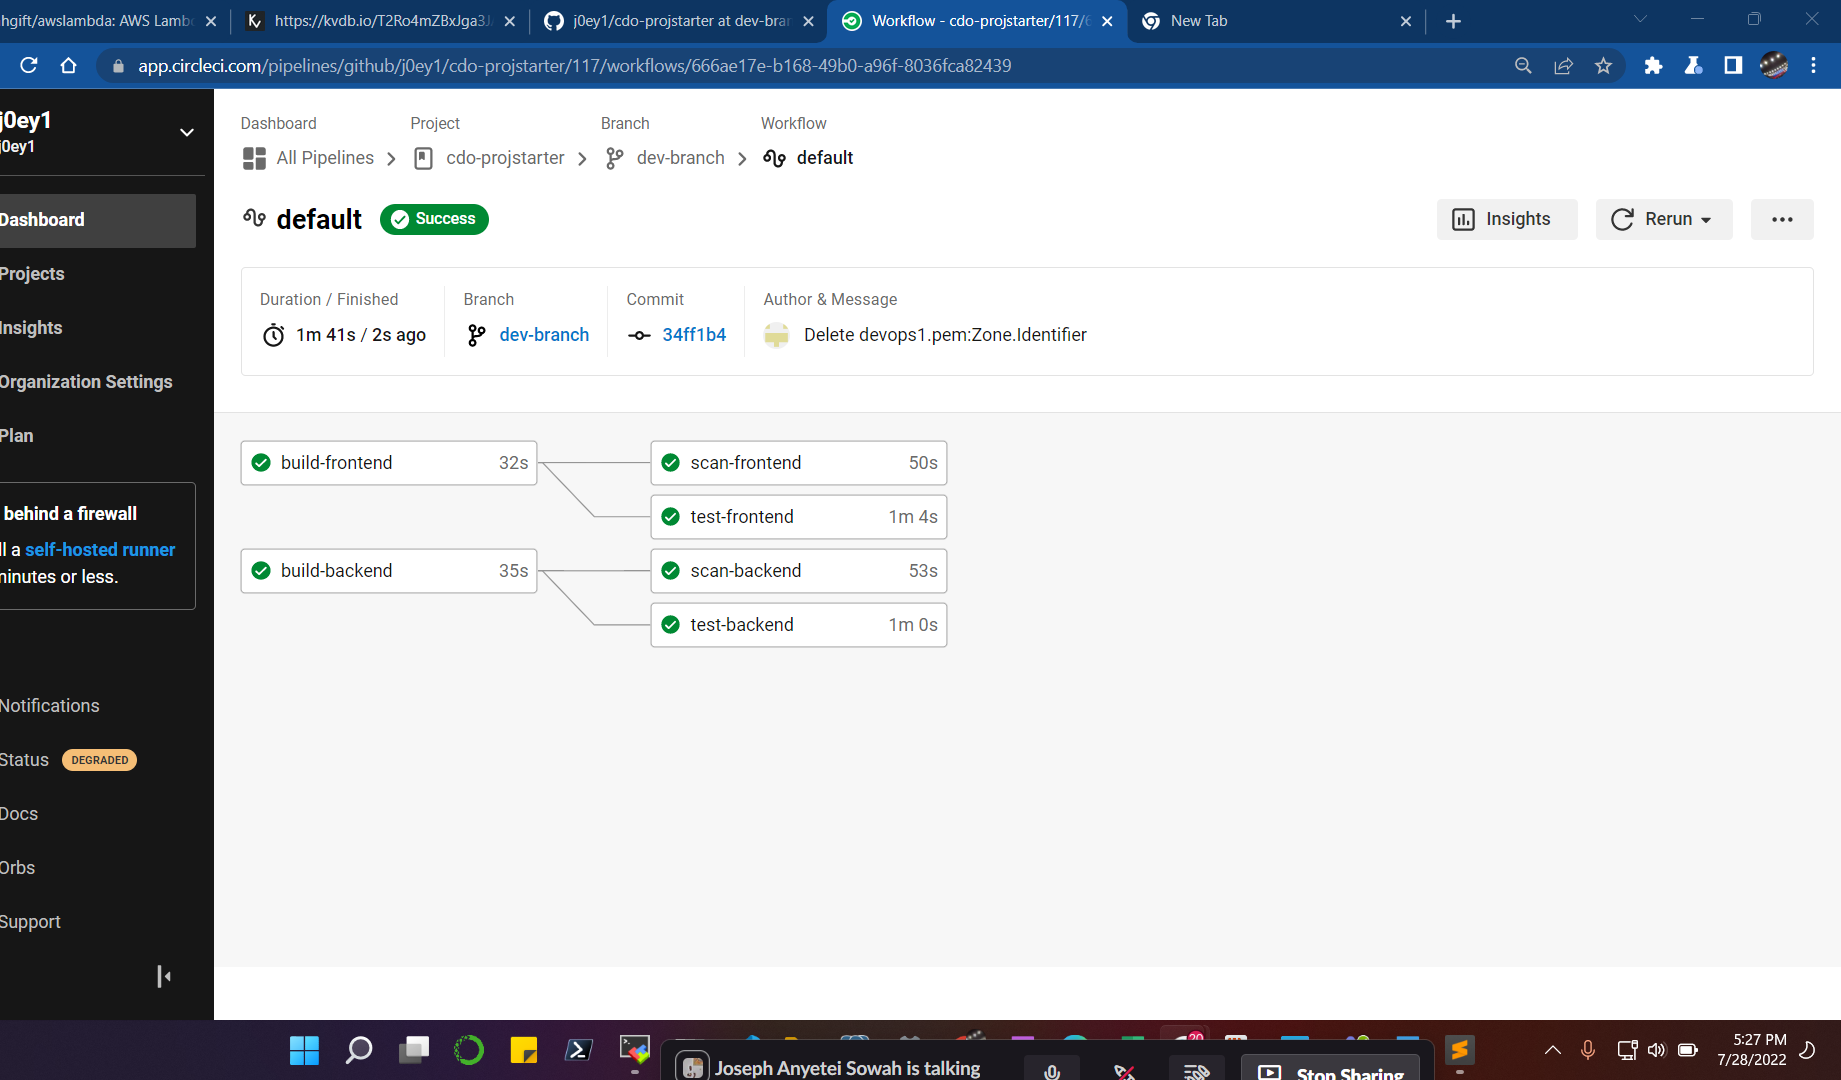 hgift/awslambda: AWS Lamb
https://kvdb.io/T2Ro4mZBxJga3J
j0ey1/cdo-projstarter at dev-bran
Workflow - cdo-projstarter/117/6
New Tab
app.circleci.com/pipelines/github/j0ey1/cdo-projstarter/117/workflows/666ae17e-b168-49b0-a96f-8036fca82439
j0ey1
j0ey1
Dashboard
Projects
Insights
Organization Settings
Plan
behind a firewall
ll a self-hosted runner
minutes or less.
Notifications
Status DEGRADED
Docs
Orbs
Support
Dashboard Project Branch Workflow
All Pipelines cdo-projstarter dev-branch default
default Success
Insights Rerun
Duration / Finished Branch Commit Author & Message
1m 41s / 2s ago dev-branch 34ff1b4 Delete devops1.pem:Zone.Identifier
build-frontend 32s scan-frontend 50s
test-frontend 1m 4s
build-backend 35s scan-backend 53s
test-backend 1m 0s
20
Joseph Anyetei Sowah is talking
Stop Sharing
5:27 PM
7/28/2022